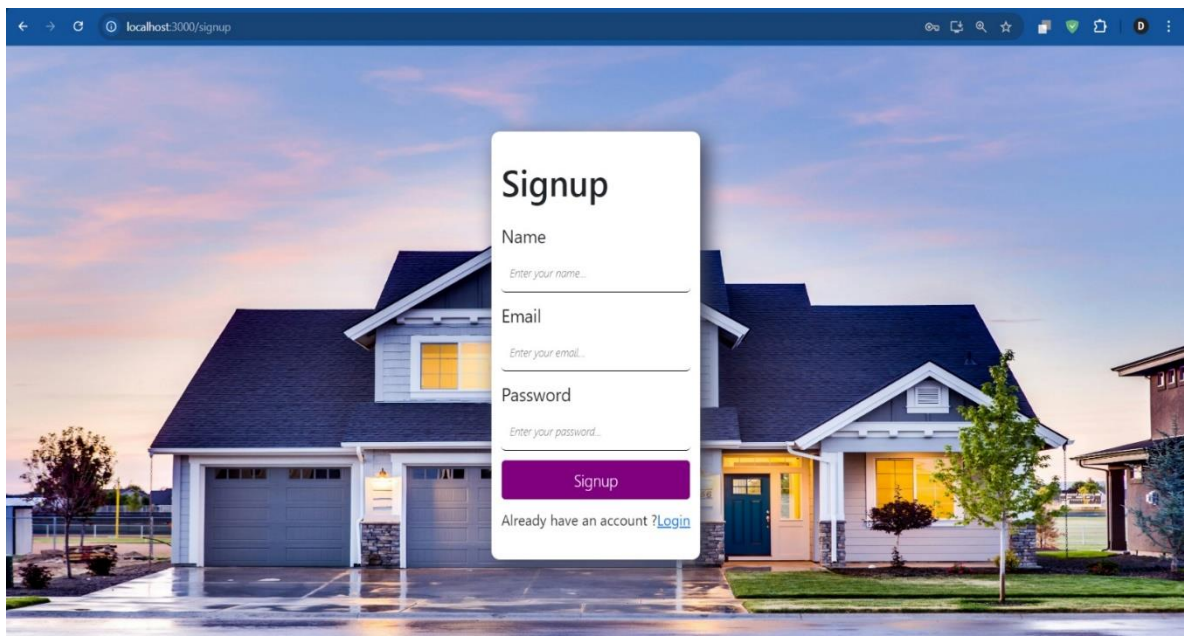 localhost:3000/signup
D
Signup
Name
Enter your name...
Email
Enter your email...
Password
Enter your password...
Signup
Already have an account ?Login